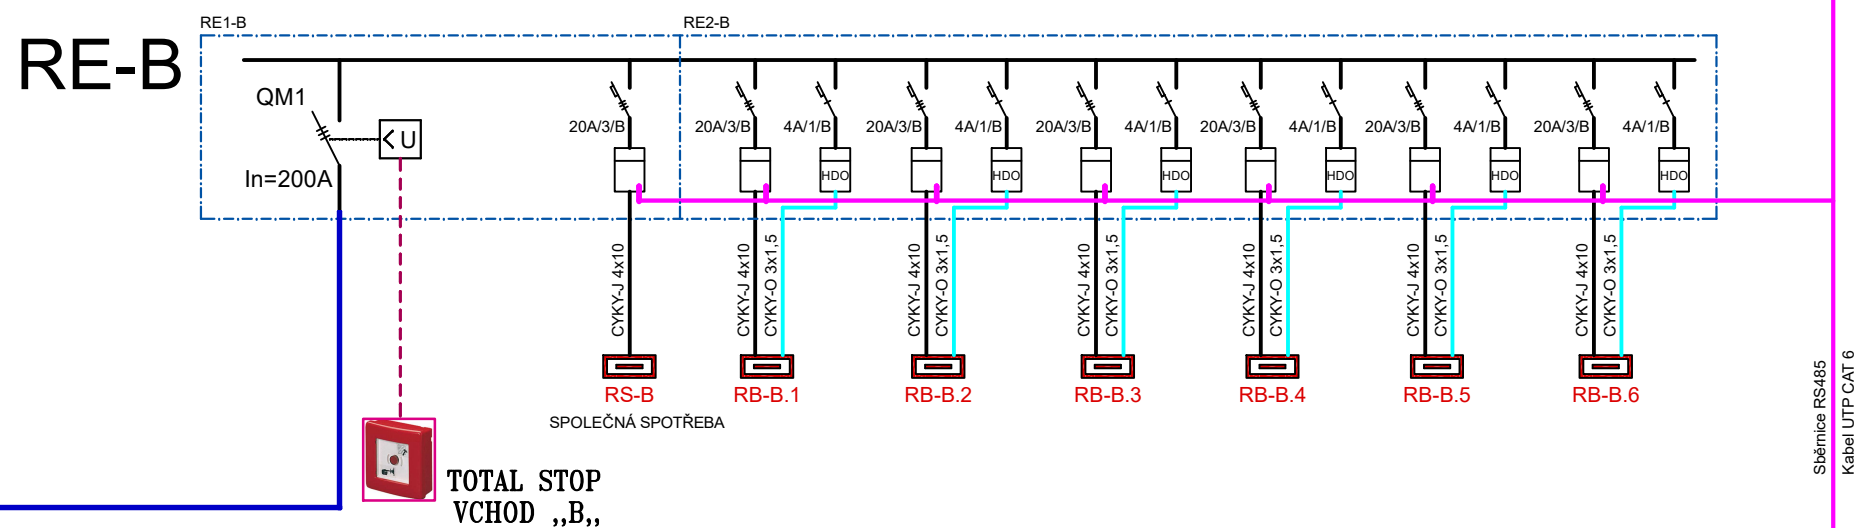 RE1-B
RE2-B
RE-B
QM1
< U
In=200A
20A/3/B
20A/3/B
4A/1/B
20A/3/B
4A/1/B
20A/3/B
4A/1/B
20A/3/B
4A/1/B
20A/3/B
4A/1/B
20A/3/B
4A/1/B
HDO
HDO
HDO
HDO
HDO
HDO
CYKY-J 4x10
CYKY-J 4x10
CYKY-O 3x1,5
CYKY-J 4x10
CYKY-O 3x1,5
CYKY-J 4x10
CYKY-O 3x1,5
CYKY-J 4x10
CYKY-O 3x1,5
CYKY-J 4x10
CYKY-O 3x1,5
CYKY-J 4x10
CYKY-O 3x1,5
RS-B
RB-B.1
RB-B.2
RB-B.3
RB-B.4
RB-B.5
RB-B.6
SPOLEČNÁ SPOTŘEBA
TOTAL STOP
VCHOD ,,B,,
Sběrnice RS485
Kabel UTP CAT 6